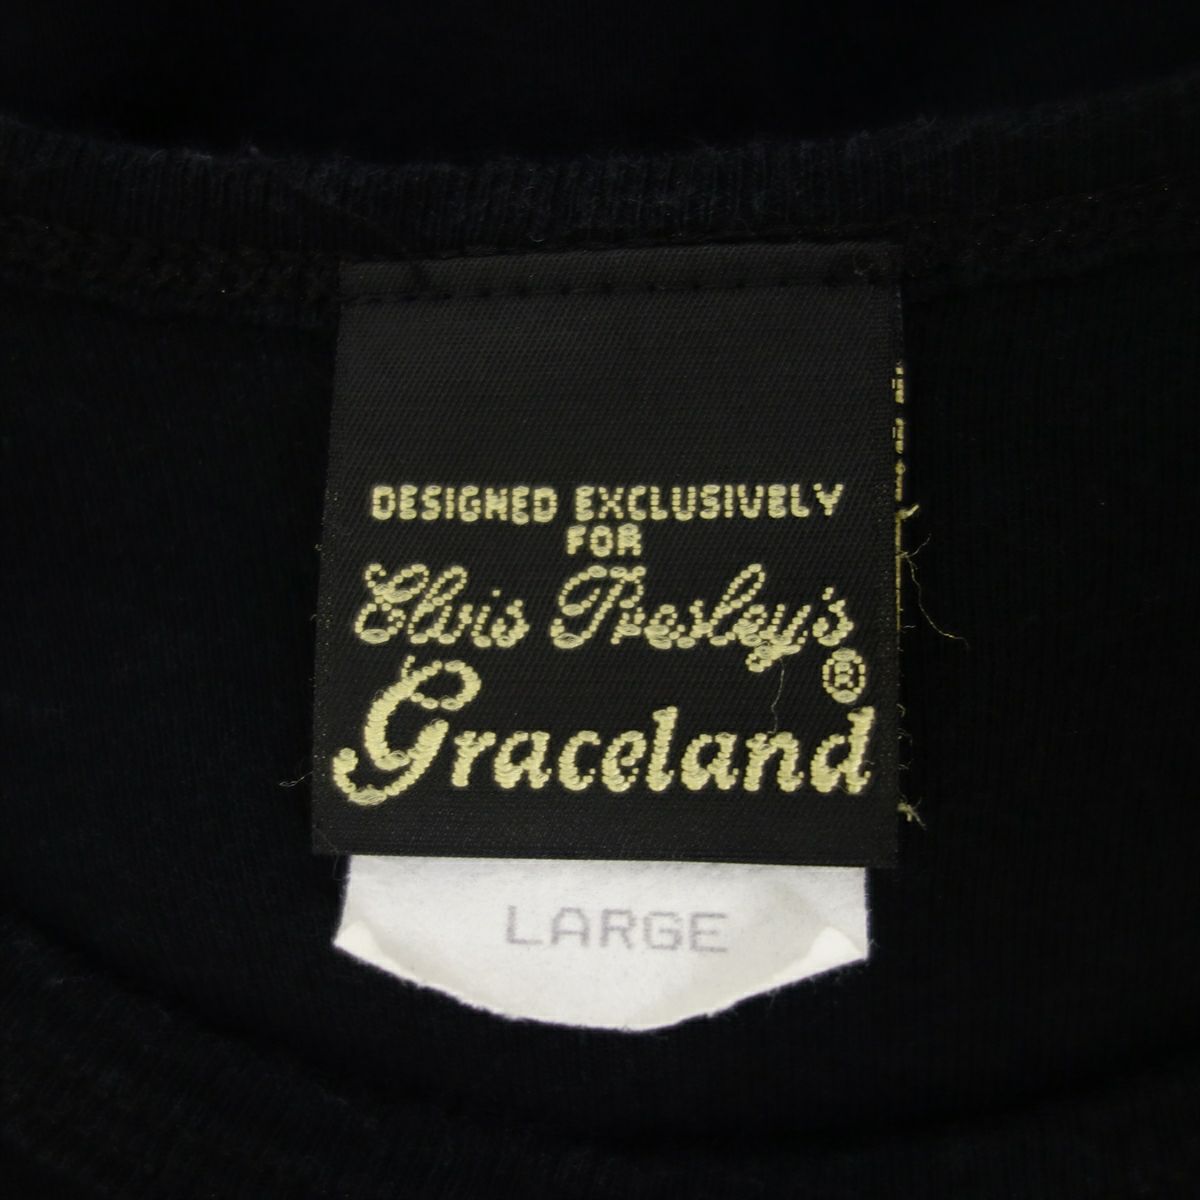 DESIGNED EXCLUSIVELY
FOR
Elvis Presley's
Graceland®
LARGE